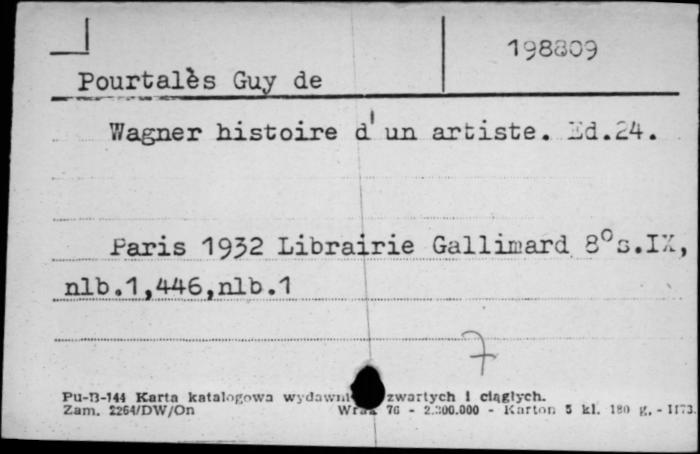 198809
Pourtalès Guy de
Wagner histoire d'un artiste. Ed.24.
Paris 1932 Librairie Gallimard 8° s.IX,
nlb.1,446,nlb.1
7
Pu-B-144 Karta katalogowa zwartych i ciągłych.
Zam. 2264/DW/On 76 - 2.300.000 - Karton 5 kl. 180 g. - 1173.